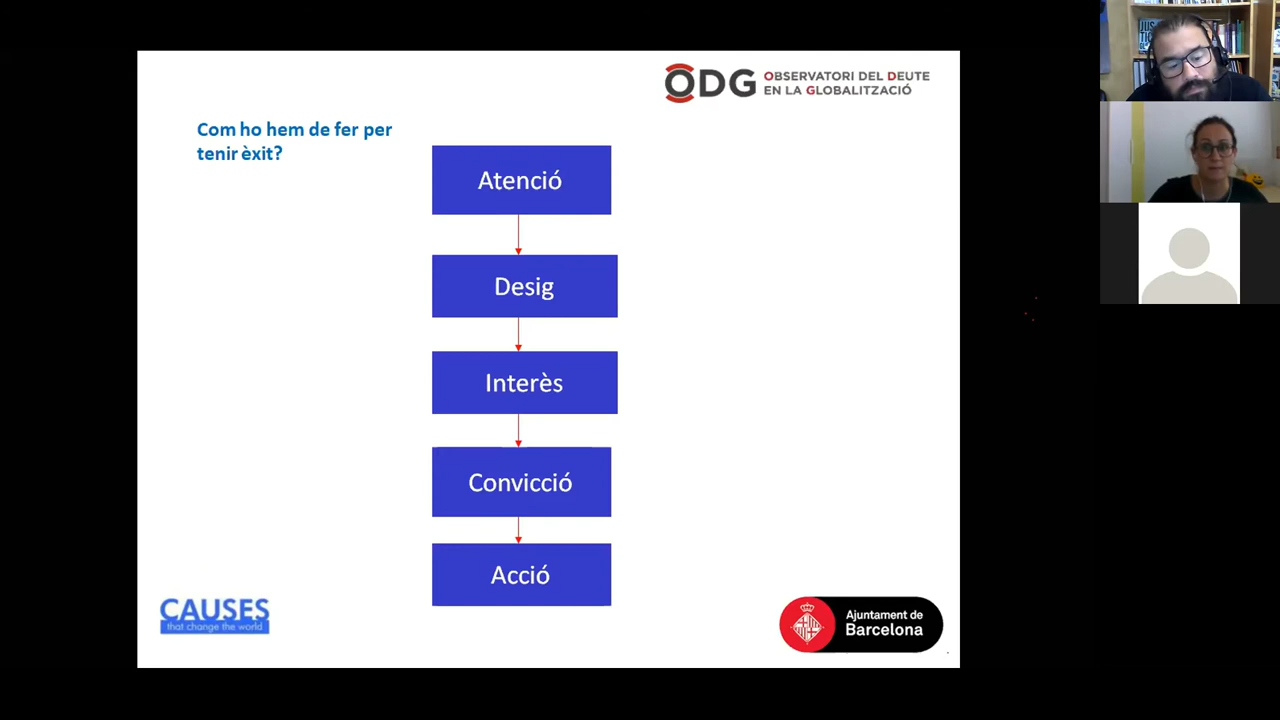 ODG OBSERVATORI DEL DEUTE
EN LA GLOBALITZACIÓ
Com ho hem de fer per
tenir èxit?
Atenció
Desig
Interès
Convicció
Acció
CAUSES
that change the world
Ajuntament de
Barcelona